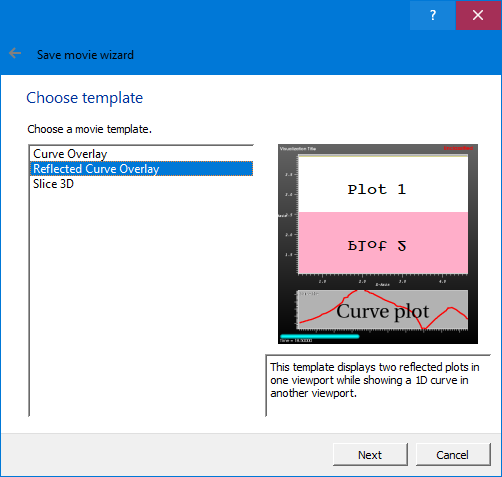 ?
Save movie wizard
Choose template
Choose a movie template.
Curve Overlay
Reflected Curve Overlay
Slice 3D
Visualization Title
Plot 1
Plot 2
Curve plot
This template displays two reflected plots in
one viewport while showing a 1D curve in
another viewport.
Next
Cancel